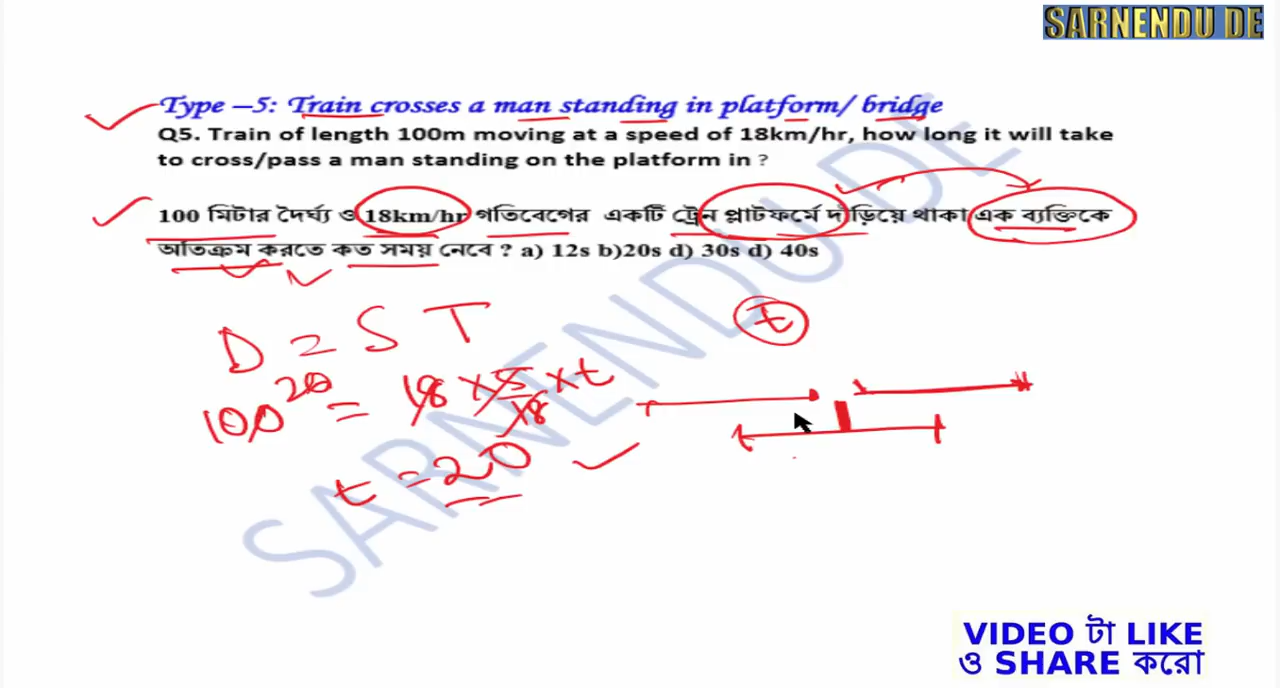 SARNENDU DE
Type –5: Train crosses a man standing in platform/ bridge
Q5. Train of length 100m moving at a speed of 18km/hr, how long it will take
to cross/pass a man standing on the platform in ?
100 মিটার দৈর্ঘ্য ও 18km/hr গতিবেগের একটি ট্রেন প্লাটফর্মে দাঁড়িয়ে থাকা এক ব্যক্তিকে
অতিক্রম করতে কত সময় নেবে ? a) 12s b)20s d) 30s d) 40s
D = S T
t
100 20 = 18 × 5/18 × t
t = 20
SARNENDU DE
VIDEO টা LIKE
ও SHARE করো